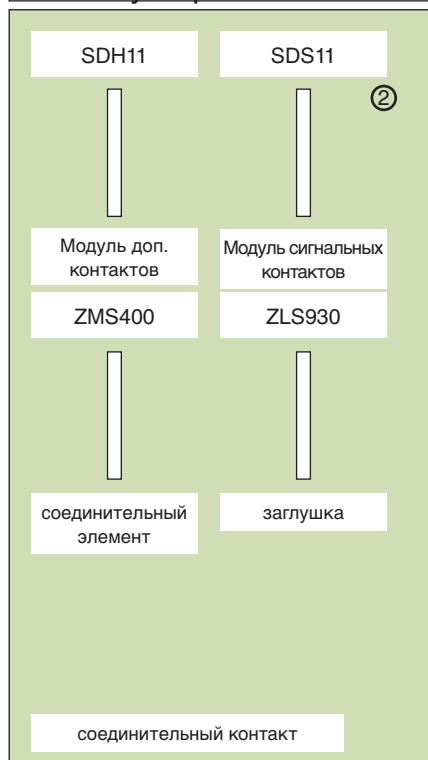 SDH11
SDS11
②
Модуль доп.
контактов
Модуль сигнальных
контактов
ZMS400
ZLS930
соединительный
элемент
заглушка
соединительный контакт